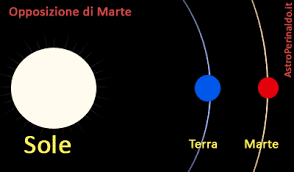 Opposizione di Marte
AstroPerinaldo.it
Sole
Terra
Marte